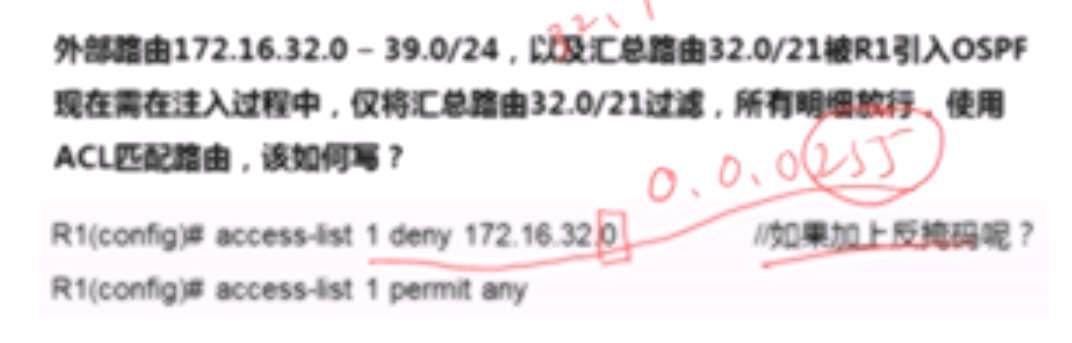 32.1
外部路由172.16.32.0 – 39.0/24，以及汇总路由32.0/21被R1引入OSPF
现在需在注入过程中，仅将汇总路由32.0/21过滤，所有明细放行，使用
ACL匹配路由，该如何写？
0.0.0255
R1(config)# access-list 1 deny 172.16.32.0 //如果加上反掩码呢？
R1(config)# access-list 1 permit any